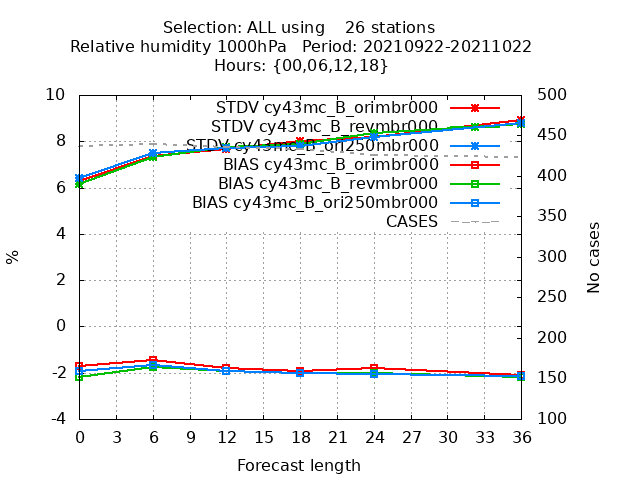 Selection: ALL using    26 stations
Relative humidity 1000hPa   Period: 20210922-20211022
Hours: {00,06,12,18}
STDV cy43mc_B_orimbr000
STDV cy43mc_B_revmbr000
STDV cy43mc_B_ori250mbr000
BIAS cy43mc_B_orimbr000
BIAS cy43mc_B_revmbr000
BIAS cy43mc_B_ori250mbr000
CASES
10
8
6
4
2
0
-2
-4
%
500
450
400
350
300
250
200
150
100
No cases
0 3 6 9 12 15 18 21 24 27 30 33 36
Forecast length